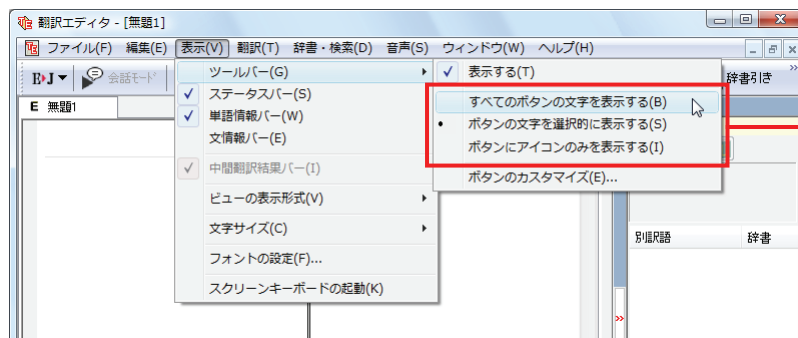 翻訳エディタ - [無題1]
ファイル(F) 編集(E) 表示(V) 翻訳(T) 辞書・検索(D) 音声(S) ウィンドウ(W) ヘルプ(H)
E▸J 会話モード
辞書引き
E 無題1
ツールバー(G)
ステータスバー(S)
単語情報バー(W)
文情報バー(E)
中間翻訳結果バー(I)
ビューの表示形式(V)
文字サイズ(C)
フォントの設定(F)...
スクリーンキーボードの起動(K)
表示する(T)
すべてのボタンの文字を表示する(B)
ボタンの文字を選択的に表示する(S)
ボタンにアイコンのみを表示する(I)
ボタンのカスタマイズ(E)...
別訳語 辞書